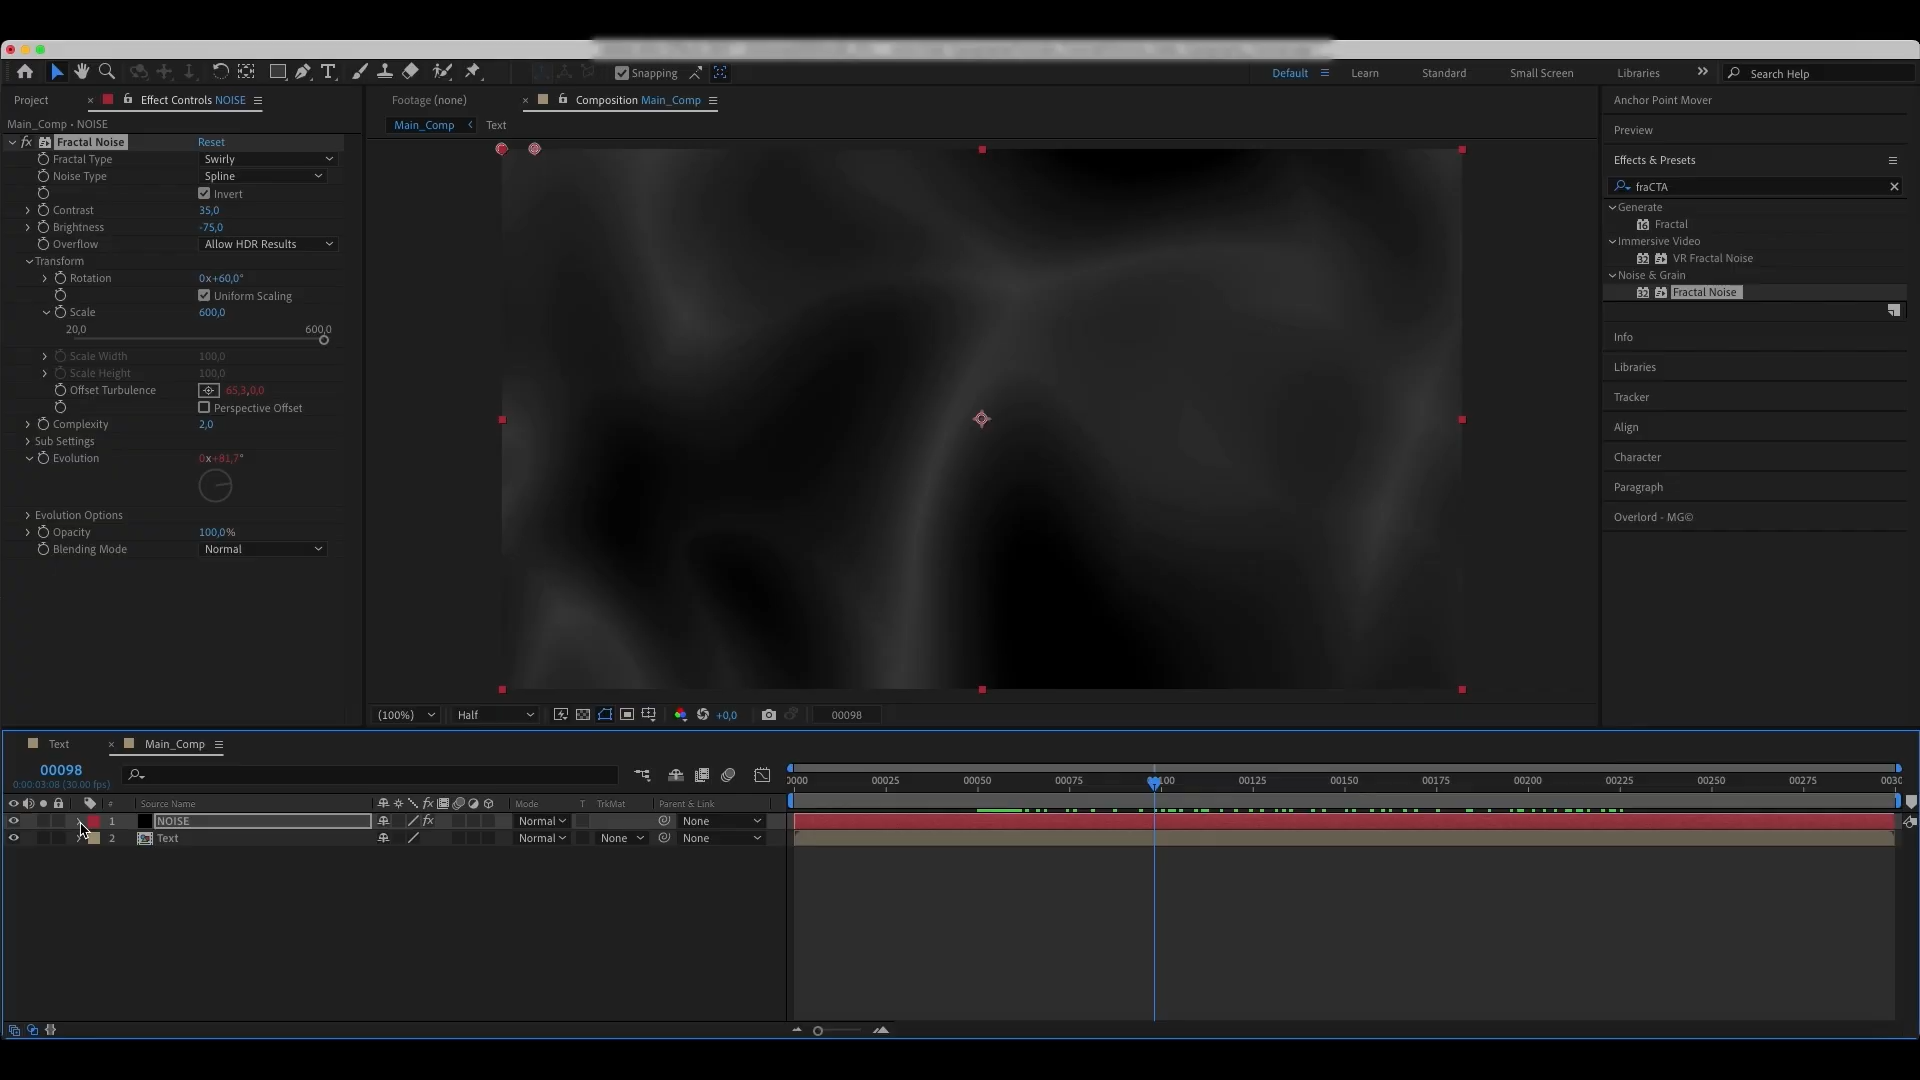 Snapping
Default
Learn
Standard
Small Screen
Libraries
Search Help
Project
Effect Controls NOISE
Footage (none)
Composition Main_Comp
Anchor Point Mover
Main_Comp • NOISE
Main_Comp
Text
Preview
fx Fractal Noise
Reset
Fractal Type
Swirly
Effects & Presets
Noise Type
Spline
fraCTA
Invert
Generate
Contrast
35,0
Fractal
Brightness
-75,0
Immersive Video
Overflow
Allow HDR Results
VR Fractal Noise
Transform
Noise & Grain
Rotation
0x+60,0°
Fractal Noise
Uniform Scaling
Scale
600,0
20,0
600,0
Info
Scale Width
100,0
Libraries
Scale Height
100,0
Offset Turbulence
65,3,0,0
Tracker
Perspective Offset
Complexity
2,0
Align
Sub Settings
Evolution
0x+81,7°
Character
Paragraph
Evolution Options
Overlord - MG©
Opacity
100,0%
Blending Mode
Normal
(100%)
Half
+0,0
00098
Text
Main_Comp
00098
0:00:03:08 (30.00 fps)
0000
00025
00050
00075
00100
00125
00150
00175
00200
00225
00250
00275
0030
#
Source Name
fx
Mode
T
TrkMat
Parent & Link
1
NOISE
fx
Normal
None
2
Text
Normal
None
None